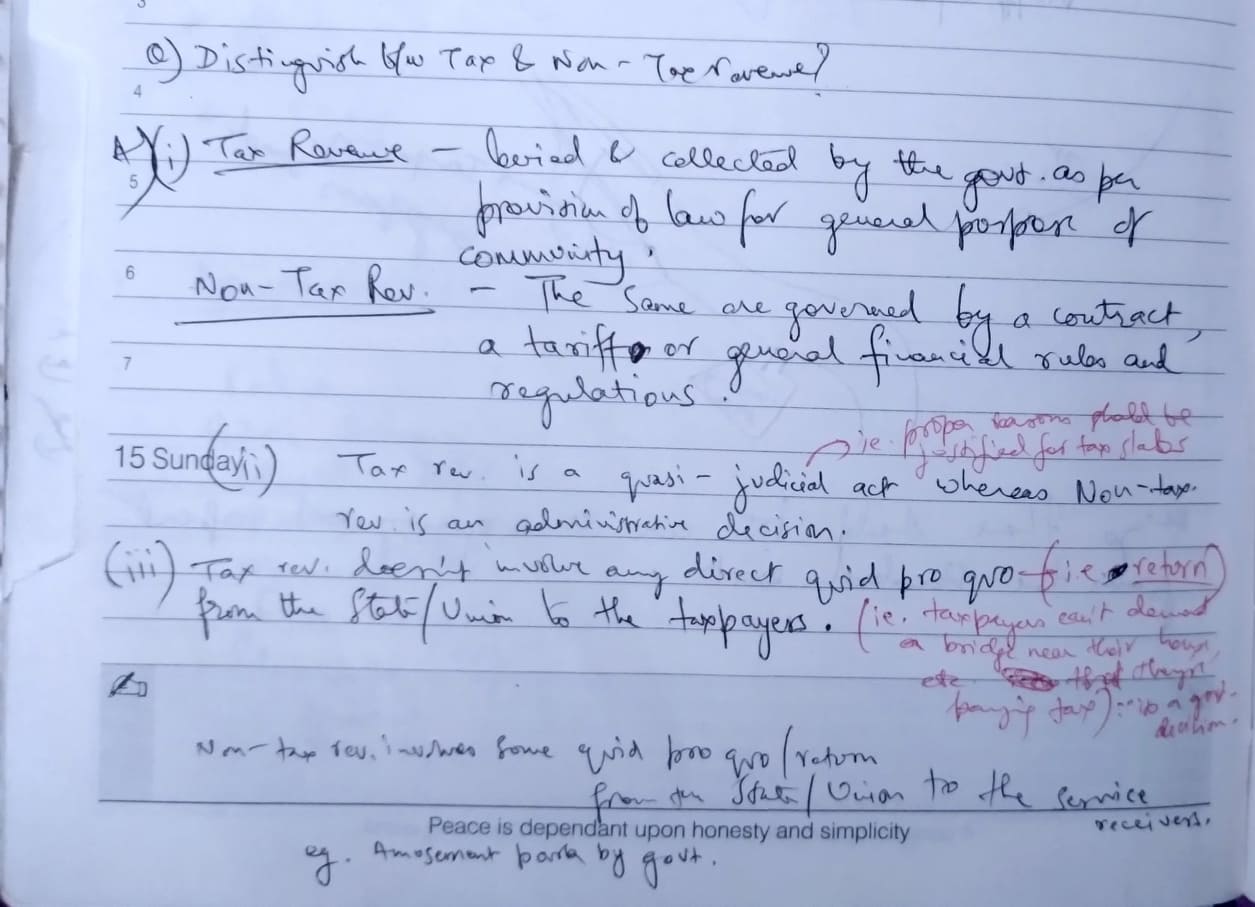 Q) Distinguish b/w Tax & Non-Tax revenue?
4
A) (i) Tax Revenue - Levied & collected by the govt. as per
5
provision of law for general porpose of
community.
6
Non-Tax Rev. - The same are governed by a contract,
a tariff or general financial rules and
7
regulations.
ie. proper reasons should be
justified for tax slabs
15 Sunday
(ii) Tax rev. is a quasi-judicial act whereas Non-tax
rev. is an administrative decision.
(iii) Tax rev. doesn't involve any direct quid pro quo (i.e. return)
from the State/Union to the taxpayers. (ie. taxpayers can't demand
a bridge near their house,
etc. that they're
paying tax) it is a govt.
decision.
Non-tax rev. involves some quid pro quo/return
from the State/Union to the service
receivers.
Peace is dependant upon honesty and simplicity
eg. Amosement park by govt.